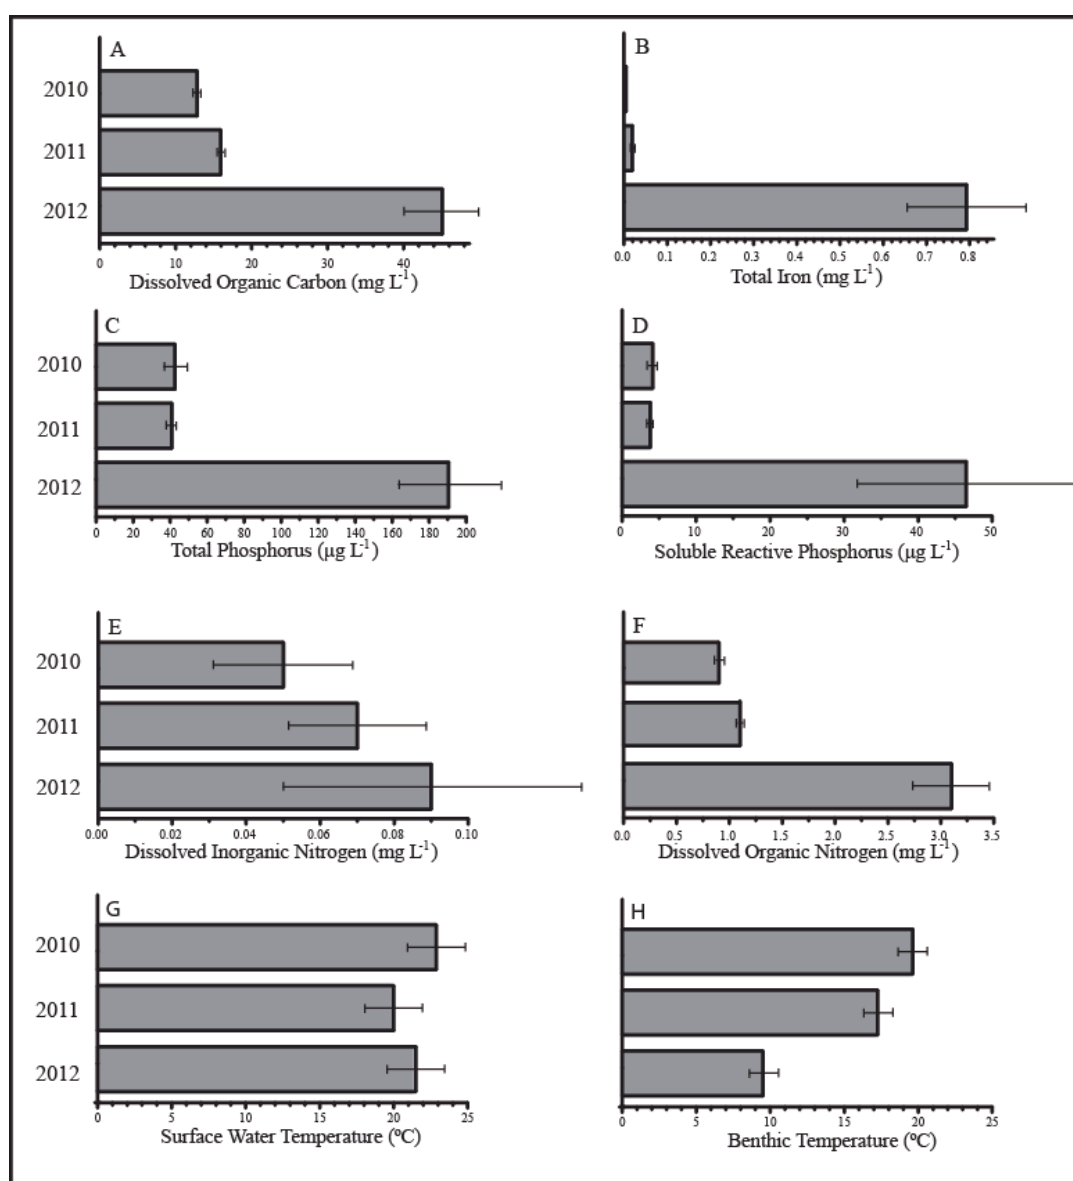 A
B
2010
2011
2012
0 10 20 30 40
0.0 0.1 0.2 0.3 0.4 0.5 0.6 0.7 0.8
Dissolved Organic Carbon (mg L⁻¹)
Total Iron (mg L⁻¹)
C
D
2010
2011
2012
0 20 40 60 80 100 120 140 160 180 200
0 10 20 30 40 50
Total Phosphorus (µg L⁻¹)
Soluble Reactive Phosphorus (µg L⁻¹)
E
F
2010
2011
2012
0.00 0.02 0.04 0.06 0.08 0.10
0.0 0.5 1.0 1.5 2.0 2.5 3.0 3.5
Dissolved Inorganic Nitrogen (mg L⁻¹)
Dissolved Organic Nitrogen (mg L⁻¹)
G
H
2010
2011
2012
0 5 10 15 20 25
0 5 10 15 20 25
Surface Water Temperature (ºC)
Benthic Temperature (ºC)